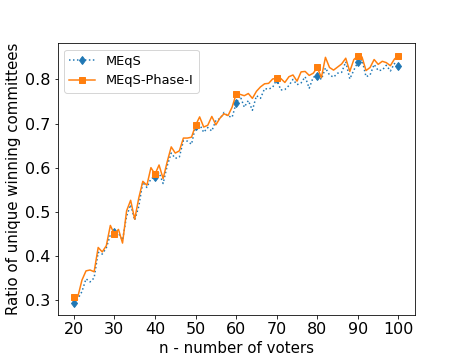 MEqS
MEqS-Phase-I
Ratio of unique winning committees
0.8
0.7
0.6
0.5
0.4
0.3
20 30 40 50 60 70 80 90 100
n - number of voters